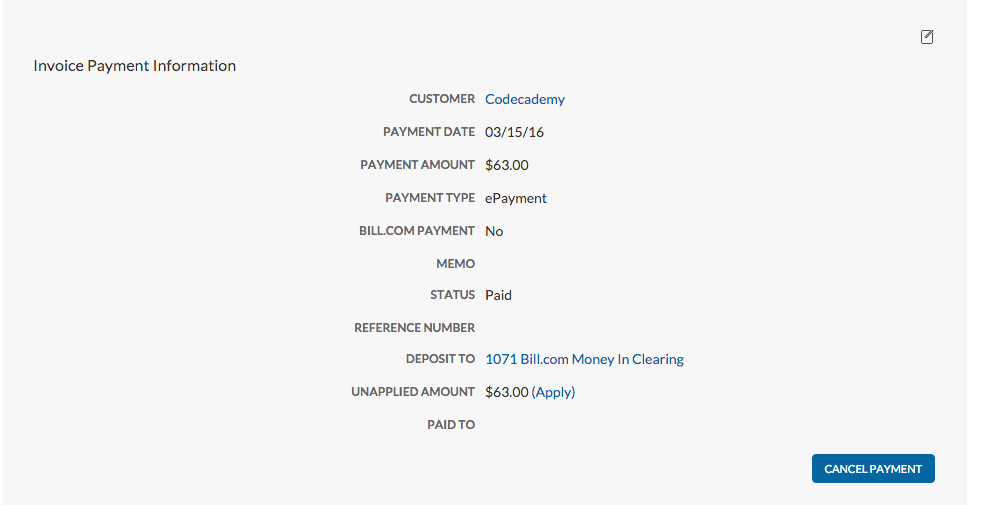 Invoice Payment Information
CUSTOMER Codecademy
PAYMENT DATE 03/15/16
PAYMENT AMOUNT $63.00
PAYMENT TYPE ePayment
BILL.COM PAYMENT No
MEMO
STATUS Paid
REFERENCE NUMBER
DEPOSIT TO 1071 Bill.com Money In Clearing
UNAPPLIED AMOUNT $63.00 (Apply)
PAID TO
CANCEL PAYMENT